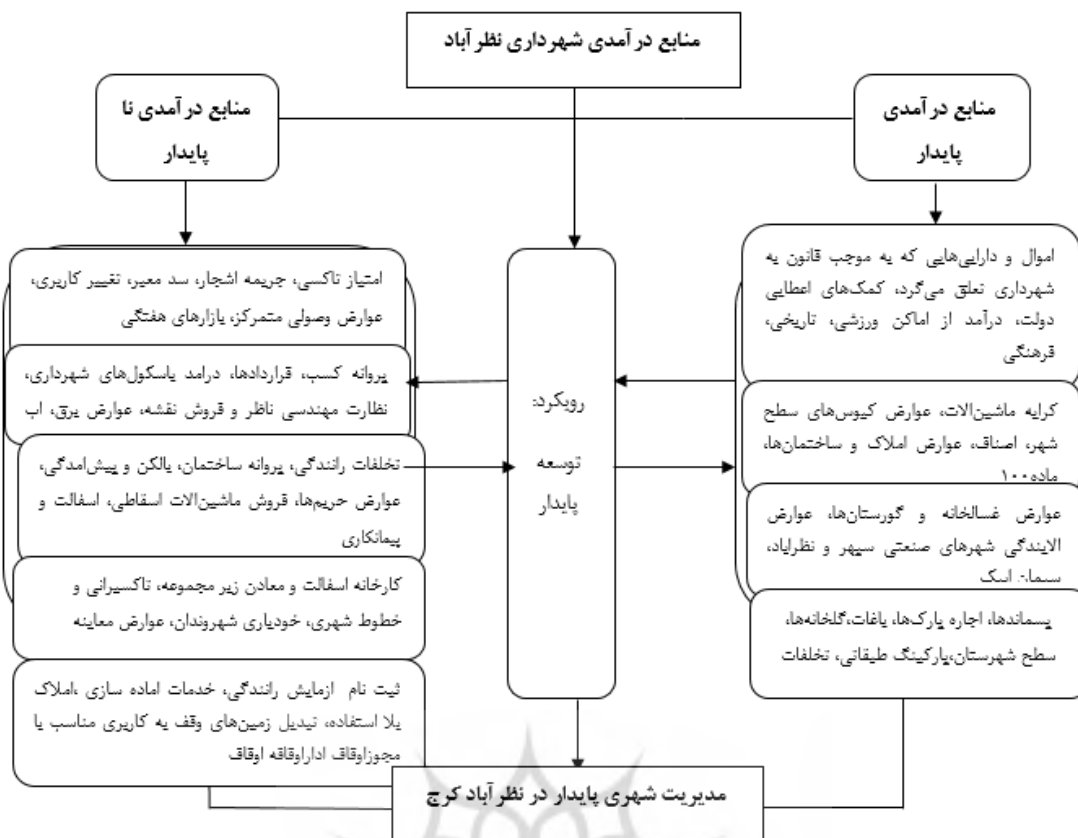 منابع درآمدی شهرداری نظرآباد
منابع درآمدی
پایدار
منابع درآمدی نا
پایدار
اموال و دارایی‌هایی که به موجب قانون به
شهرداری تعلق می‌گرد، کمک‌های اعطایی
دولت، درآمد از اماکن ورزشی، تاریخی،
فرهنگی
کرایه ماشین‌الات، عوارض کیوس‌های سطح
شهر، اصناف، عوارض املاک و ساختمان‌ها،
ماده۱۰۰
عوارض غسالخانه و گورستان‌ها، عوارض
الایندگی شهرهای صنعتی سپهر و نظراباد،
سیمان
پسماندها، اجاره پارک‌ها، باغات،گلخانه‌ها،
سطح شهرستان،پارکینگ طبقاتی، تخلفات
رویکرد:
توسعه
پایدار
امتیاز تاکسی، جریمه اشجار، سد معبر، تغییر کاربری،
عوارض وصولی متمرکز، بازارهای هفتگی
پروانه کسب، قراردادها، درامد باسکول‌های شهرداری،
نظارت مهندسی ناظر و فروش نقشه، عوارض برق، اب
تخلفات رانندگی، پروانه ساختمان، بالکن و پیش‌امدگی،
عوارض حریم‌ها، فروش ماشین‌الات اسقاطی، اسفالت و
پیمانکاری
کارخانه اسفالت و معادن زیر مجموعه، تاکسیرانی و
خطوط شهری، خودیاری شهروندان، عوارض معاینه
ثبت نام ازمایش رانندگی، خدمات اماده سازی ،املاک
بلا استفاده، تبدیل زمین‌های وقف به کاربری مناسب با
مجوزاوقاف اداراوقافه اوقاف
مدیریت شهری پایدار در نظرآباد کرج